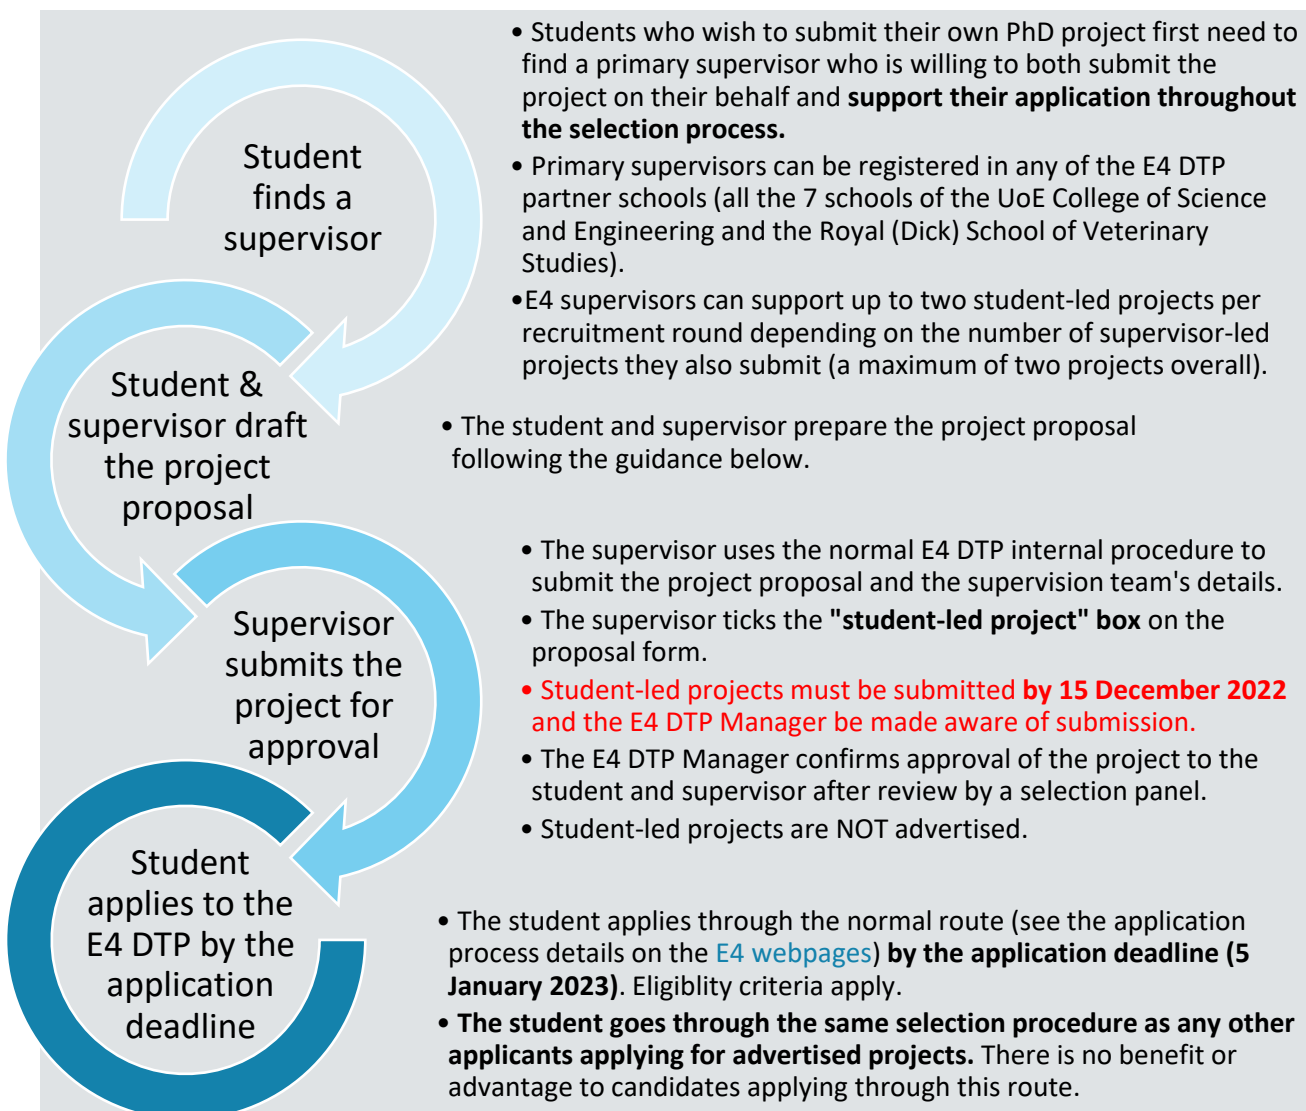 Student
finds a
supervisor
• Students who wish to submit their own PhD project first need to
find a primary supervisor who is willing to both submit the
project on their behalf and support their application throughout
the selection process.
• Primary supervisors can be registered in any of the E4 DTP
partner schools (all the 7 schools of the UoE College of Science
and Engineering and the Royal (Dick) School of Veterinary
Studies).
•E4 supervisors can support up to two student-led projects per
recruitment round depending on the number of supervisor-led
projects they also submit (a maximum of two projects overall).
Student &
supervisor draft
the project
proposal
• The student and supervisor prepare the project proposal
following the guidance below.
Supervisor
submits the
project for
approval
• The supervisor uses the normal E4 DTP internal procedure to
submit the project proposal and the supervision team's details.
• The supervisor ticks the "student-led project" box on the
proposal form.
• Student-led projects must be submitted by 15 December 2022
and the E4 DTP Manager be made aware of submission.
• The E4 DTP Manager confirms approval of the project to the
student and supervisor after review by a selection panel.
• Student-led projects are NOT advertised.
Student
applies to the
E4 DTP by the
application
deadline
• The student applies through the normal route (see the application
process details on the E4 webpages) by the application deadline (5
January 2023). Eligiblity criteria apply.
• The student goes through the same selection procedure as any other
applicants applying for advertised projects. There is no benefit or
advantage to candidates applying through this route.